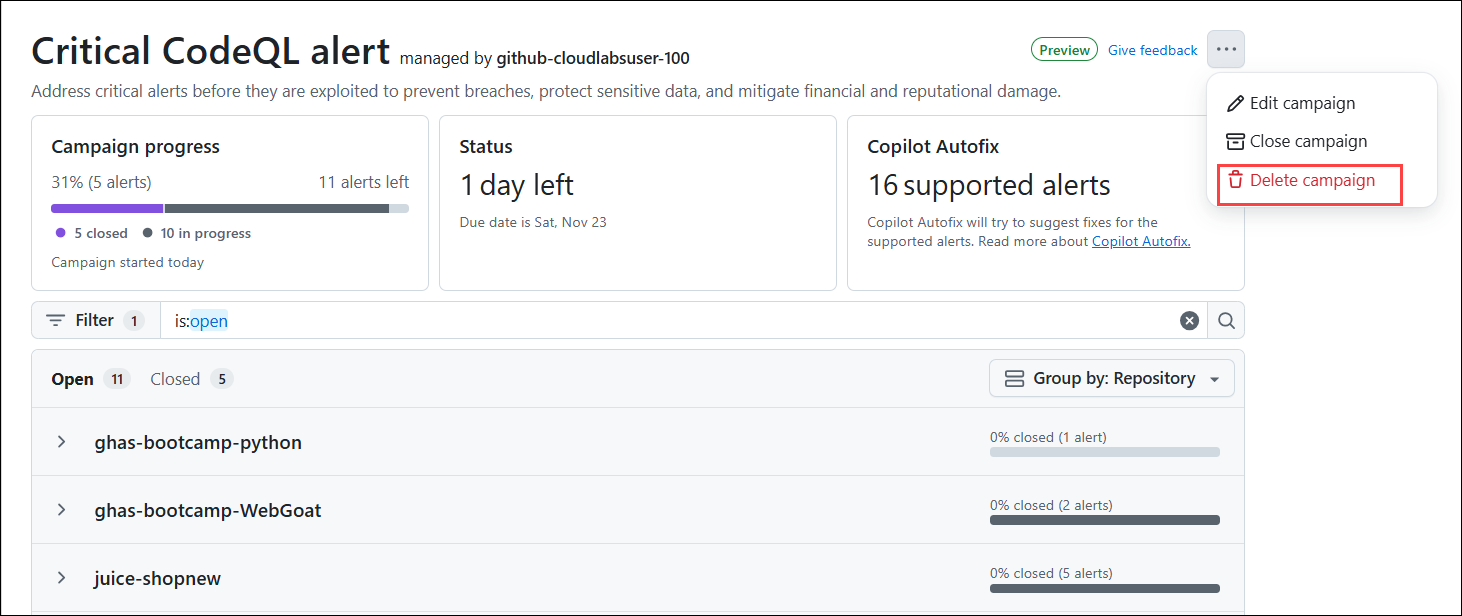 Critical CodeQL alert managed by github-cloudlabsuser-100
Preview Give feedback
Address critical alerts before they are exploited to prevent breaches, protect sensitive data, and mitigate financial and reputational damage.
Edit campaign
Close campaign
Delete campaign
Campaign progress
31% (5 alerts) 11 alerts left
5 closed 10 in progress
Campaign started today
Status
1 day left
Due date is Sat, Nov 23
Copilot Autofix
16 supported alerts
Copilot Autofix will try to suggest fixes for the
supported alerts. Read more about Copilot Autofix.
Filter 1 is:open
Open 11 Closed 5 Group by: Repository
ghas-bootcamp-python 0% closed (1 alert)
ghas-bootcamp-WebGoat 0% closed (2 alerts)
juice-shopnew 0% closed (5 alerts)